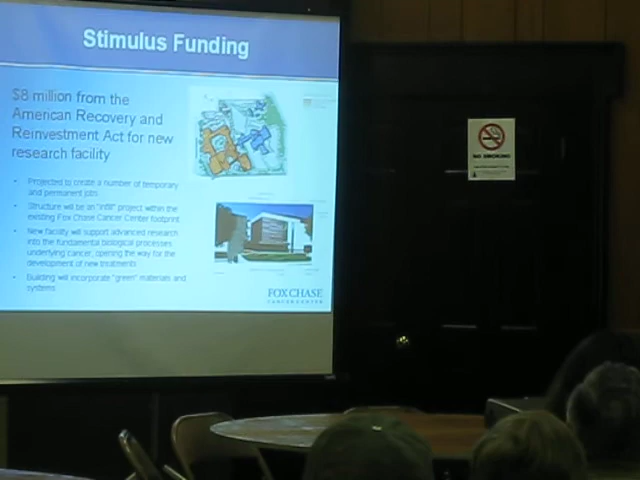 Stimulus Funding
$8 million from the
American Recovery and
Reinvestment Act for new
research facility
• Projected to create a number of temporary
and permanent jobs
• Structure will be an "infill" project within the
existing Fox Chase Cancer Center footprint
• New facility will support advanced research
into the fundamental biological processes
underlying cancer, opening the way for the
development of new treatments
• Building will incorporate "green" materials and
systems
FOX CHASE
CANCER CENTER
NO SMOKING